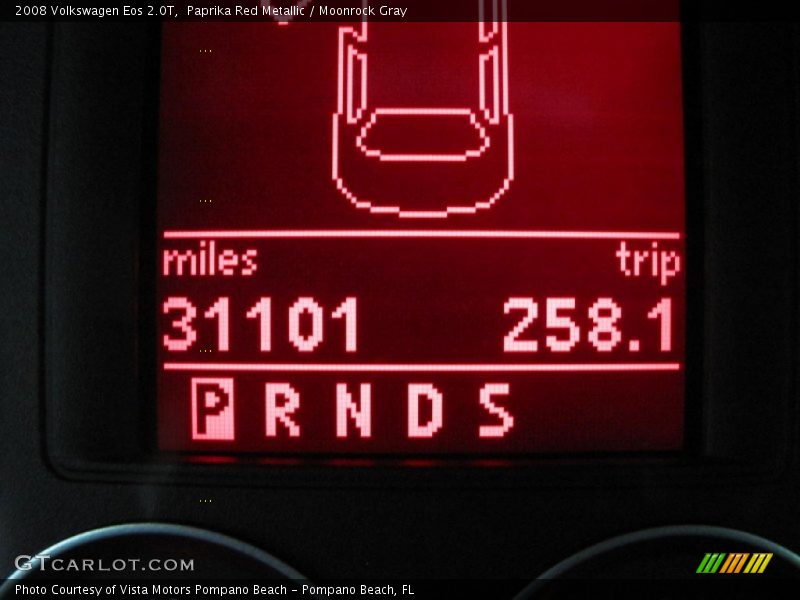 2008 Volkswagen Eos 2.0T, Paprika Red Metallic / Moonrock Gray
miles trip
31101 258.1
P R N D S
GTCARLOT.COM
Photo Courtesy of Vista Motors Pompano Beach - Pompano Beach, FL